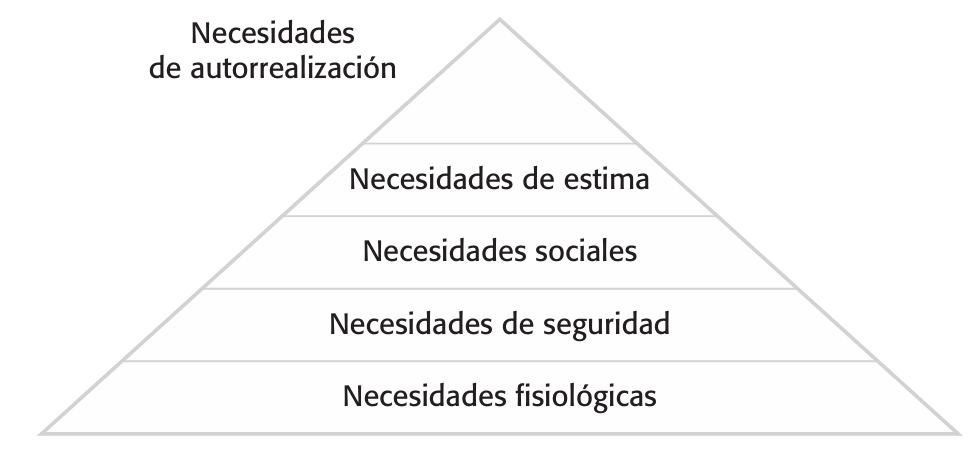 Necesidades
de autorrealización
Necesidades de estima
Necesidades sociales
Necesidades de seguridad
Necesidades fisiológicas